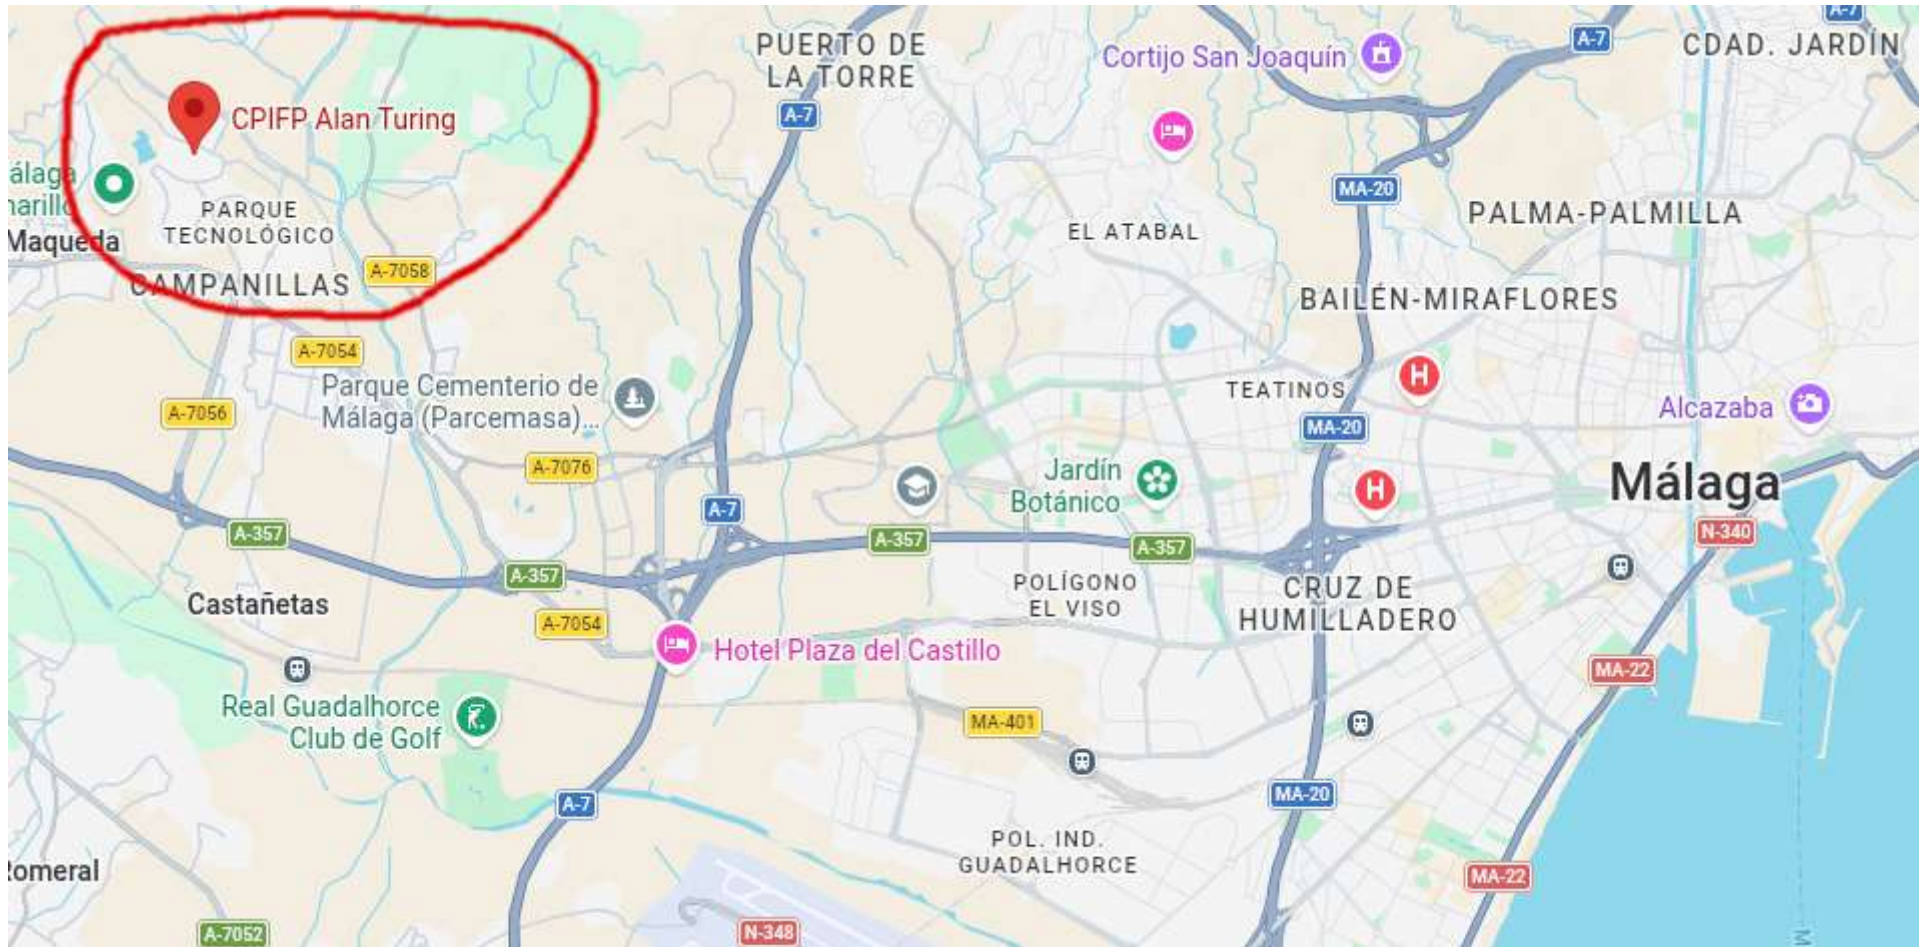 PUERTO DE
LA TORRE
A-7
A-7
CDAD. JARDÍN
Cortijo San Joaquín
CPIFP Alan Turing
A-7
álaga
narillo
PARQUE
TECNOLÓGICO
Maqueda
CAMPANILLAS
A-7058
MA-20
EL ATABAL
PALMA-PALMILLA
BAILÉN-MIRAFLORES
A-7054
Parque Cementerio de
Málaga (Parcemasa)...
A-7056
TEATINOS
H
MA-20
Alcazaba
A-7076
Jardín
Botánico
H
Málaga
A-7
A-357
A-357
A-357
A-357
N-340
Castañetas
A-7054
POLÍGONO
EL VISO
CRUZ DE
HUMILLADERO
Hotel Plaza del Castillo
MA-22
Real Guadalhorce
Club de Golf
MA-401
A-7
MA-20
POL. IND.
GUADALHORCE
Romeral
MA-22
A-7052
N-348
M